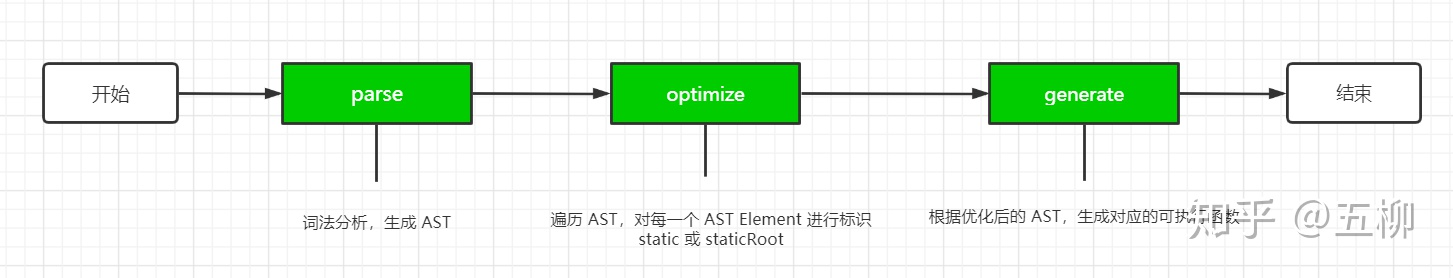 开始
parse
optimize
generate
结束
词法分析，生成 AST
遍历 AST，对每一个 AST Element 进行标识
static 或 staticRoot
根据优化后的 AST，生成对应的可执行函数
知乎 @五柳